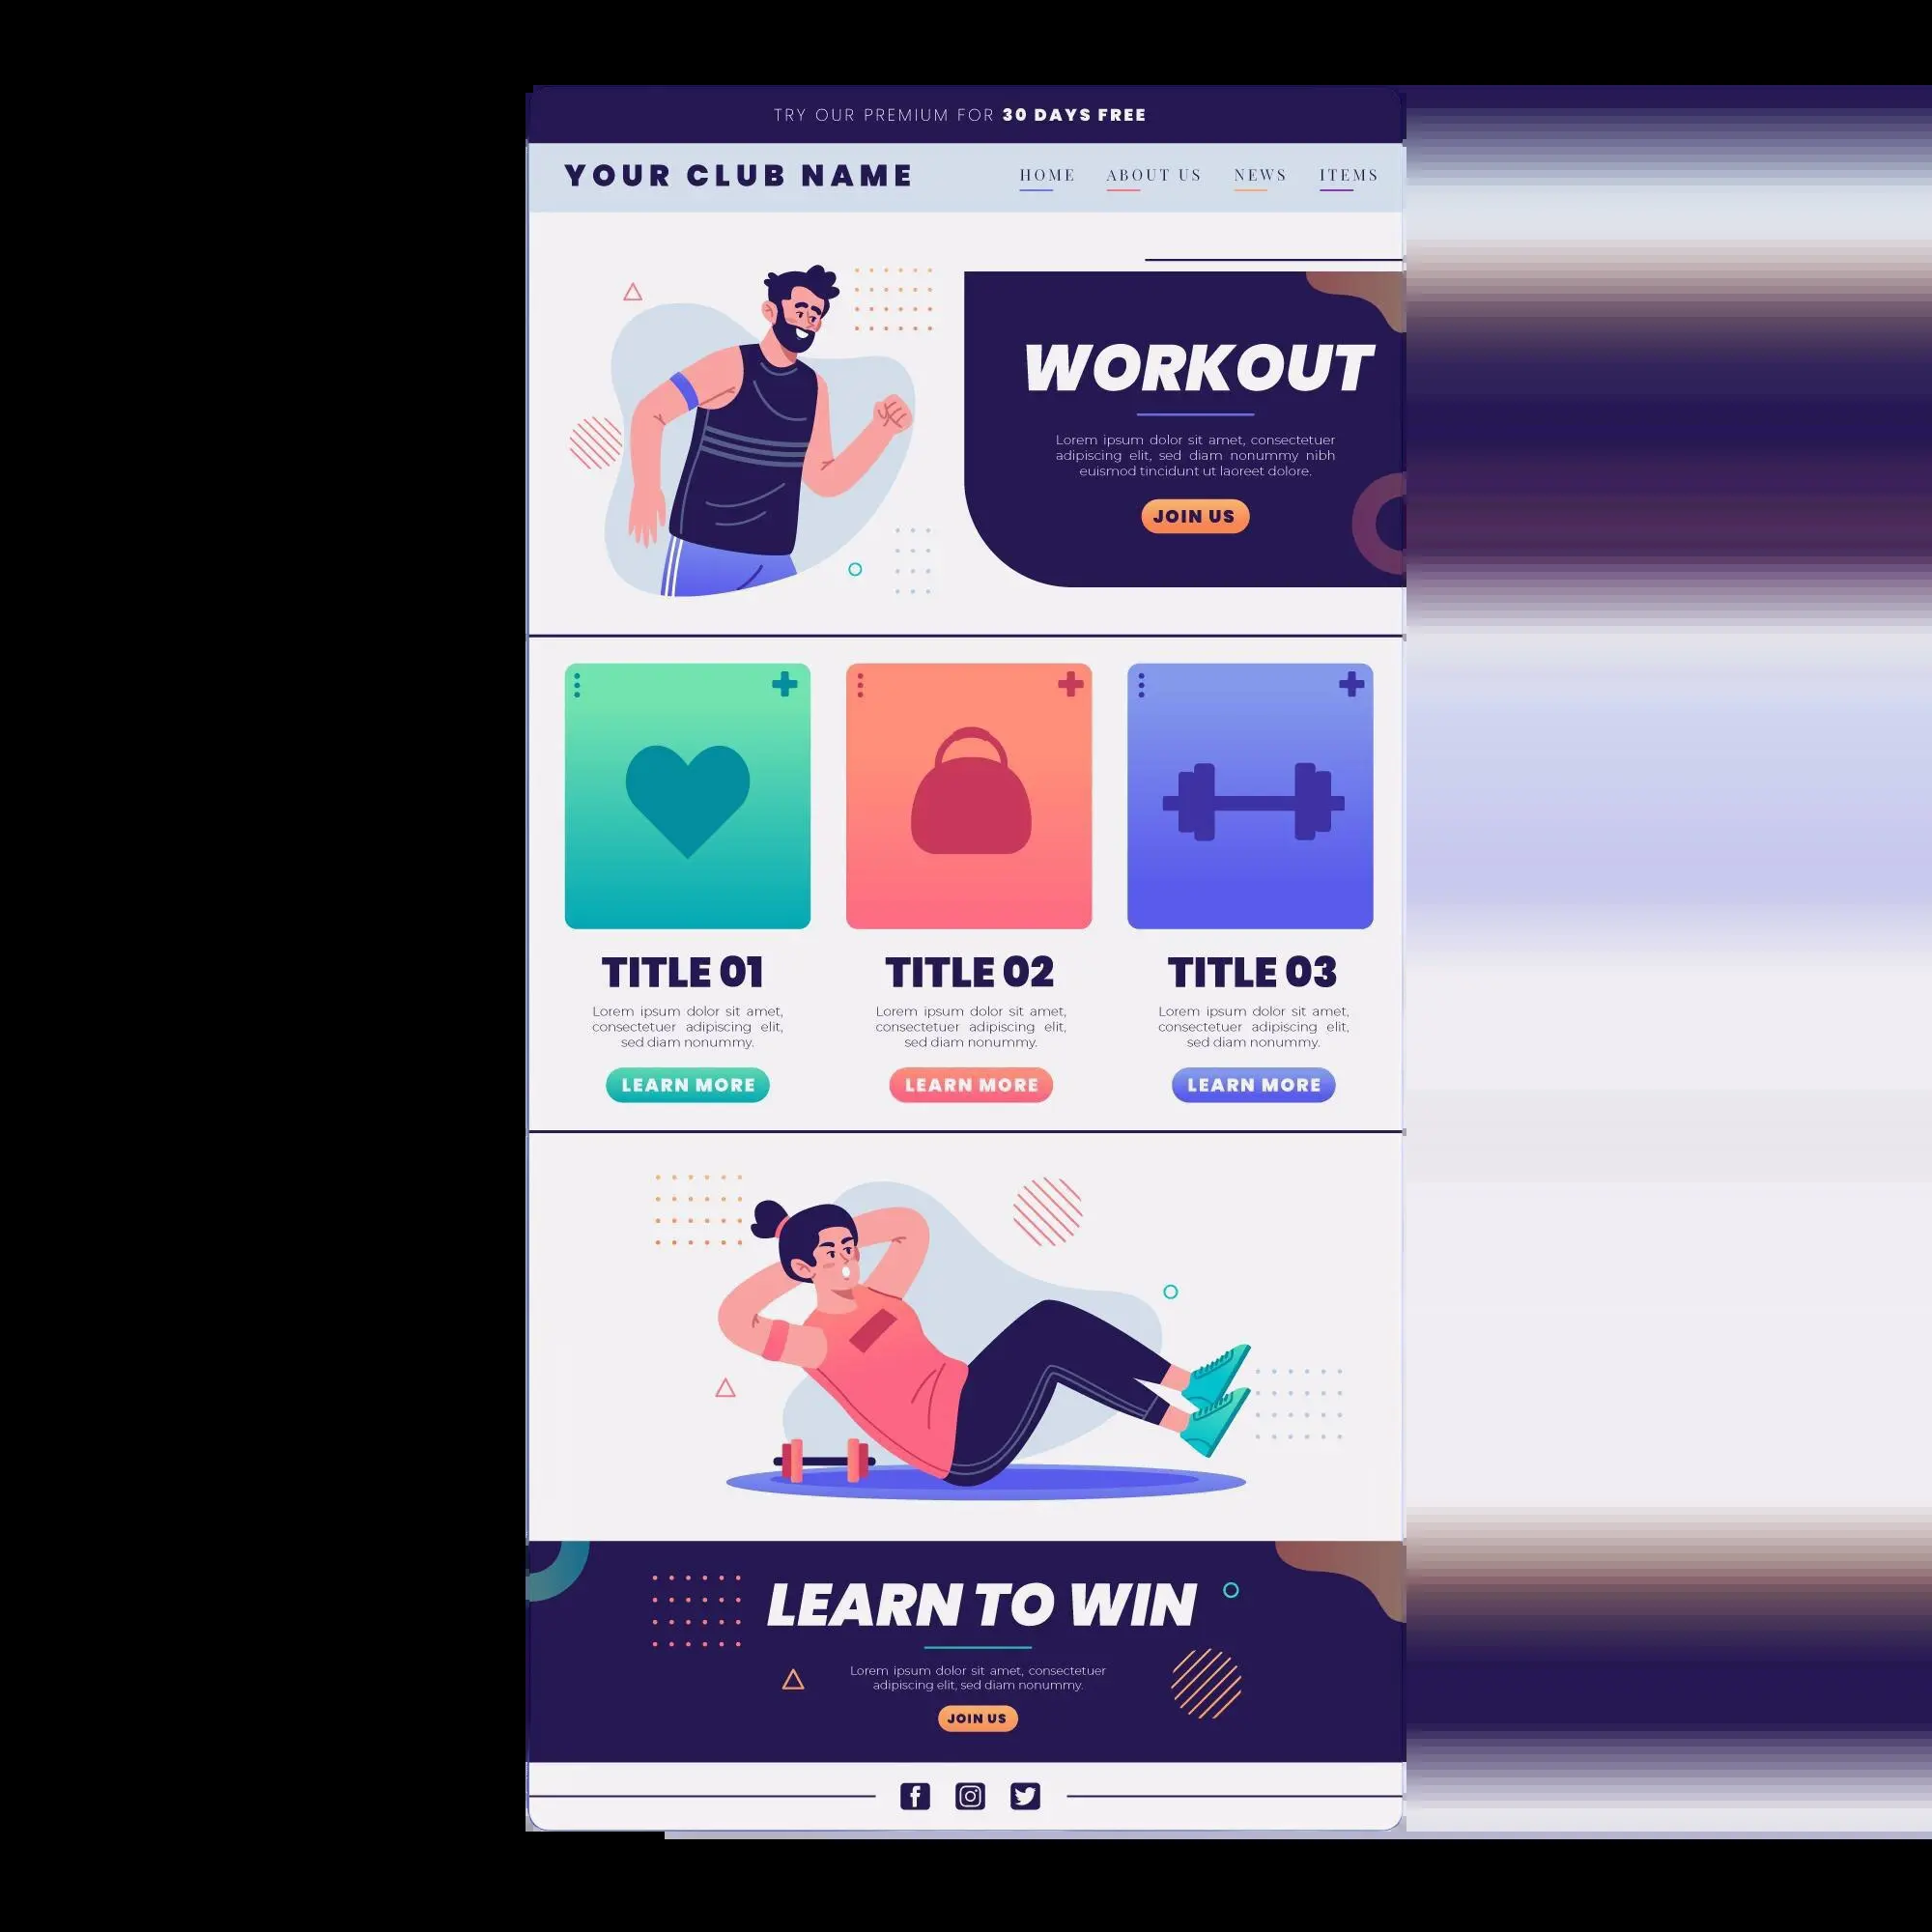 TRY OUR PREMIUM FOR 30 DAYS FREE
YOUR CLUB NAME
HOME ABOUT US NEWS ITEMS
WORKOUT
Lorem ipsum dolor sit amet, consectetuer
adipiscing elit, sed diam nonummy nibh
euismod tincidunt ut laoreet dolore.
JOIN US
TITLE 01
Lorem ipsum dolor sit amet,
consectetuer adipiscing elit,
sed diam nonummy.
LEARN MORE
TITLE 02
Lorem ipsum dolor sit amet,
consectetuer adipiscing elit,
sed diam nonummy.
LEARN MORE
TITLE 03
Lorem ipsum dolor sit amet,
consectetuer adipiscing elit,
sed diam nonummy.
LEARN MORE
LEARN TO WIN
Lorem ipsum dolor sit amet, consectetuer
adipiscing elit, sed diam nonummy.
JOIN US